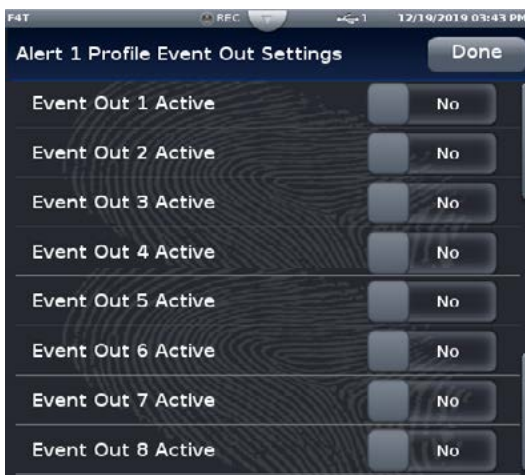 F4T REC 1 12/19/2019 03:43 PM
Alert 1 Profile Event Out Settings Done
Event Out 1 Active No
Event Out 2 Active No
Event Out 3 Active No
Event Out 4 Active No
Event Out 5 Active No
Event Out 6 Active No
Event Out 7 Active No
Event Out 8 Active No